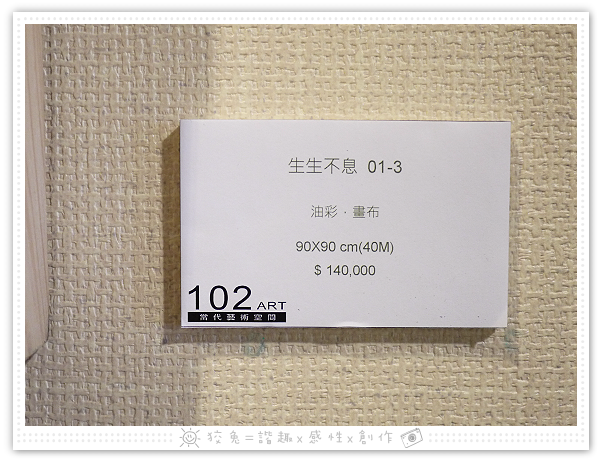 生生不息 01-3
油彩．畫布
90X90 cm(40M)
$ 140,000
102 ART
當代藝術空間
狡兔=諧趣x感性x創作